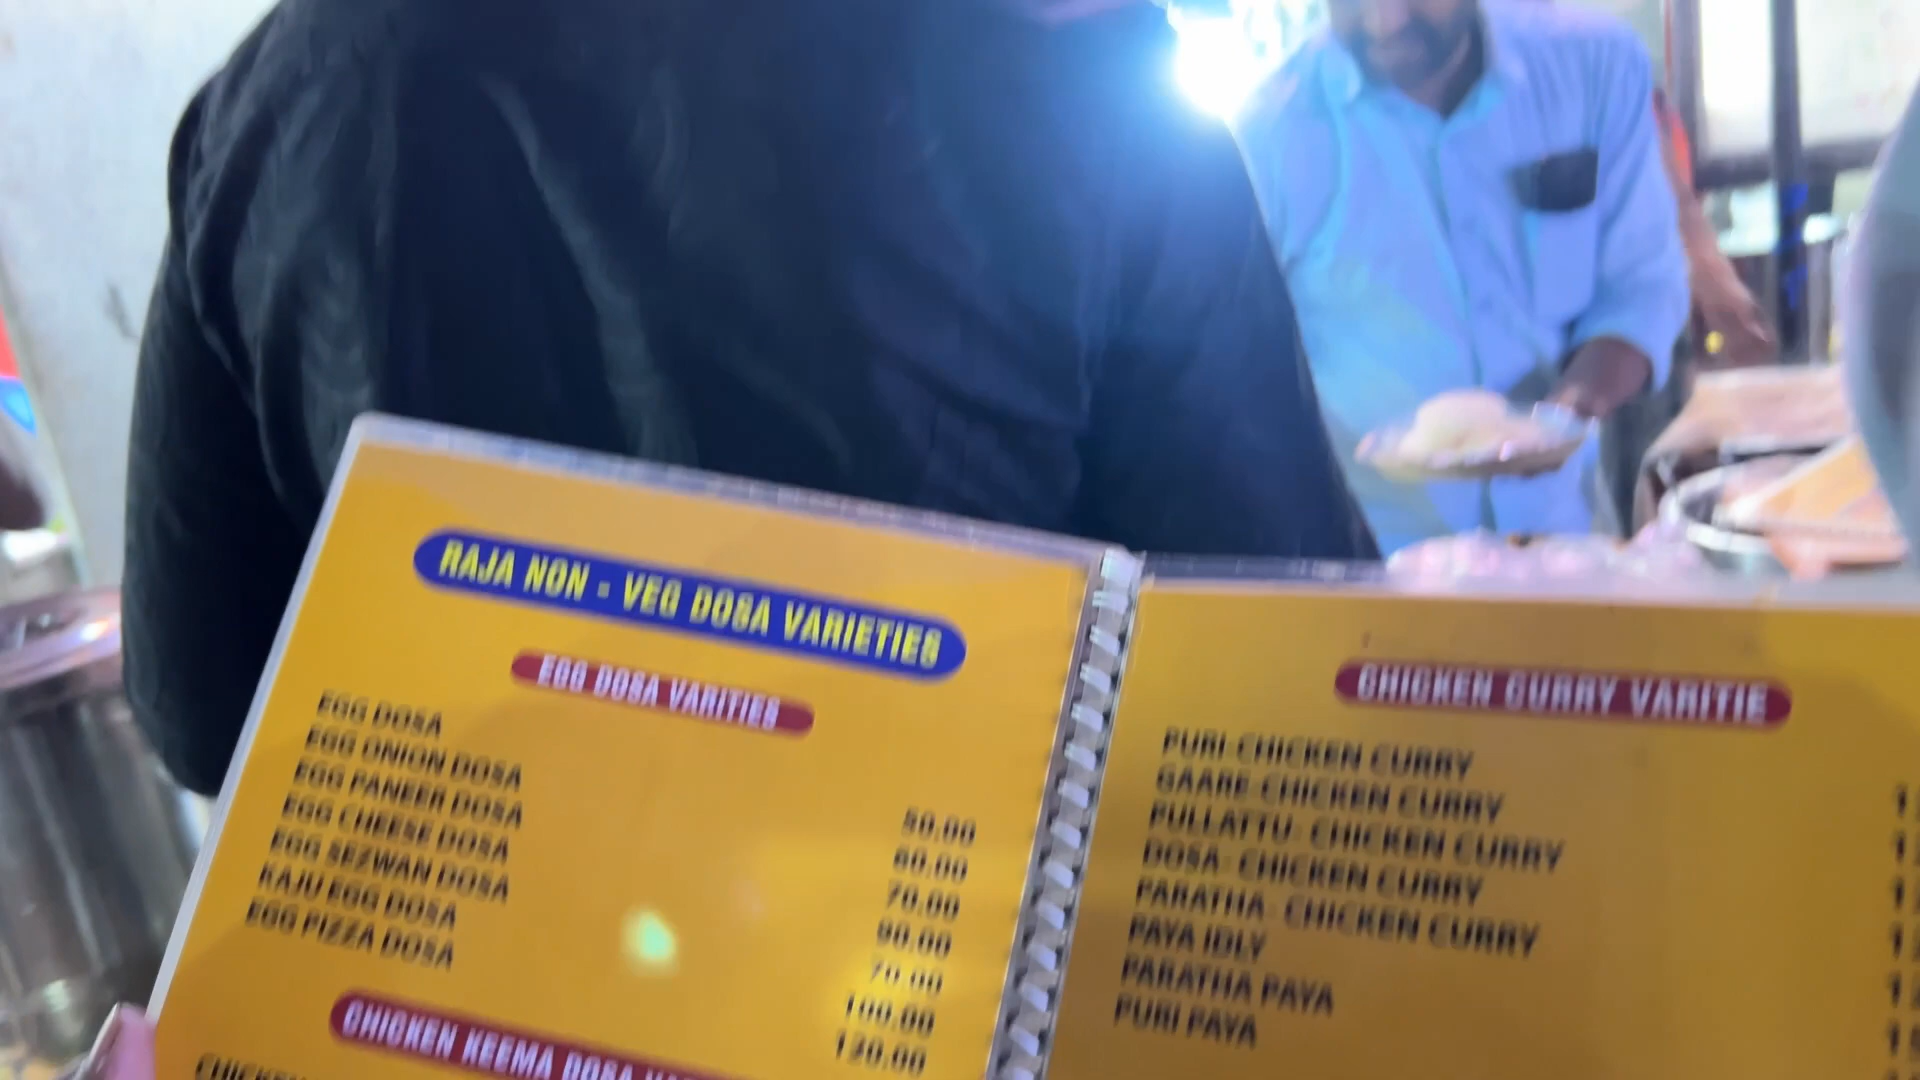 RAJA NON - VEG DOSA VARIETIES
EGG DOSA VARITIES
EGG DOSA 50.00
EGG ONION DOSA 60.00
EGG PANEER DOSA 70.00
EGG CHEESE DOSA 90.00
EGG SEZWAN DOSA 70.00
KAJU EGG DOSA 100.00
EGG PIZZA DOSA 120.00
CHICKEN KEEMA DOSA
CHICKEN
CHICKEN CURRY VARITIE
PURI CHICKEN CURRY
GAARE CHICKEN CURRY
PULLATTU CHICKEN CURRY
DOSA CHICKEN CURRY
PARATHA CHICKEN CURRY
PAYA IDLY
PARATHA PAYA
PURI PAYA